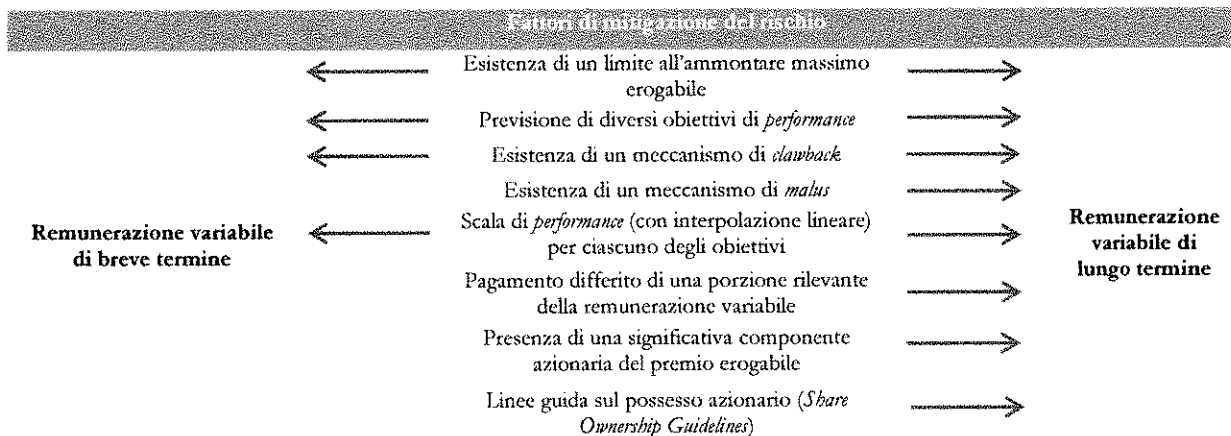 Fattori di mitigazione del rischio
Esistenza di un limite all'ammontare massimo
erogabile
Previsione di diversi obiettivi di performance
Esistenza di un meccanismo di clawback
Esistenza di un meccanismo di malus
Remunerazione variabile
di breve termine
Scala di performance (con interpolazione lineare)
per ciascuno degli obiettivi
Remunerazione
variabile di
lungo termine
Pagamento differito di una porzione rilevante
della remunerazione variabile
Presenza di una significativa componente
azionaria del premio erogabile
Linee guida sul possesso azionario (Share
Ownership Guidelines)